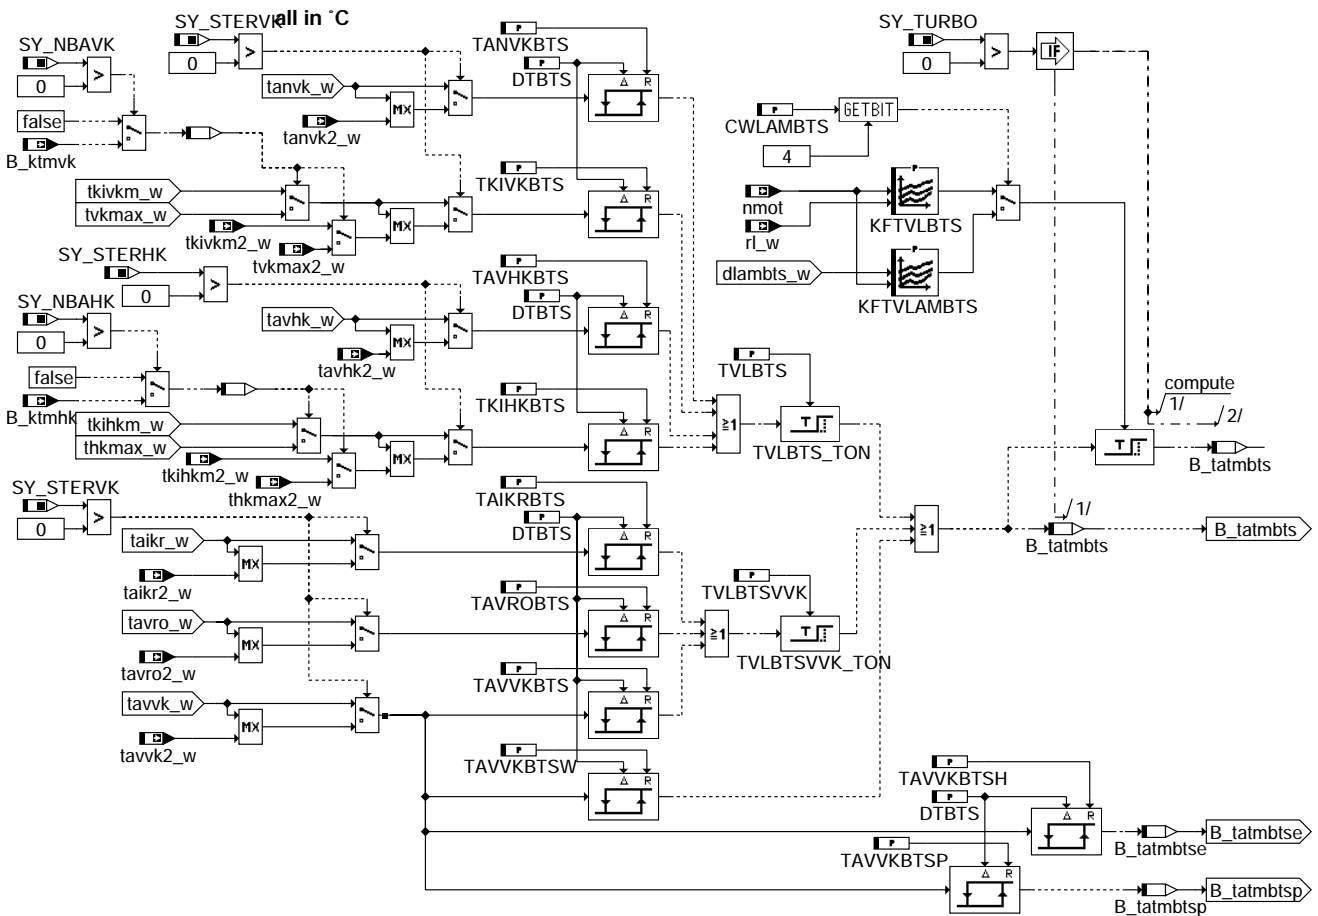 SY_STERVK
all in °C
SY_TURBO
SY_NBAVK
TANVKBTS
>
0
>
>
0
IF
0
DTBTS
Δ R
tanvk_w
MX
tanvk2_w
CWLAMBTS
GETBIT
false
B_ktmvk
4
TKIVKBTS
tkivkm_w
tvkmax_w
Δ R
MX
nmot
KFTVLBTS
rl_w
tkivkm2_w
tvkmax2_w
SY_STERHK
TAVHKBTS
dlambts_w
>
0
SY_NBAHK
DTBTS
KFTVLAMBTS
Δ R
tavhk_w
>
0
MX
tavhk2_w
TVLBTS
false
B_ktmhk
compute
TKIHKBTS
1/
2/
tkihkm_w
thkmax_w
Δ R
≥1
T
TVLBTS_TON
T
MX
B_tatmbts
tkihkm2_w
thkmax2_w
SY_STERVK
TAIKRBTS
>
0
DTBTS
Δ R
1/
taikr_w
≥1
B_tatmbts
B_tatmbts
MX
taikr2_w
TAVROBTS
TVLBTSVVK
tavro_w
Δ R
≥1
T
MX
tavro2_w
TVLBTSVVK_TON
TAVVKBTS
tavvk_w
Δ R
MX
tavvk2_w
TAVVKBTSW
Δ R
TAVVKBTSH
DTBTS
Δ R
B_tatmbtse
B_tatmbtse
TAVVKBTSP
Δ R
B_tatmbtsp
B_tatmbtsp